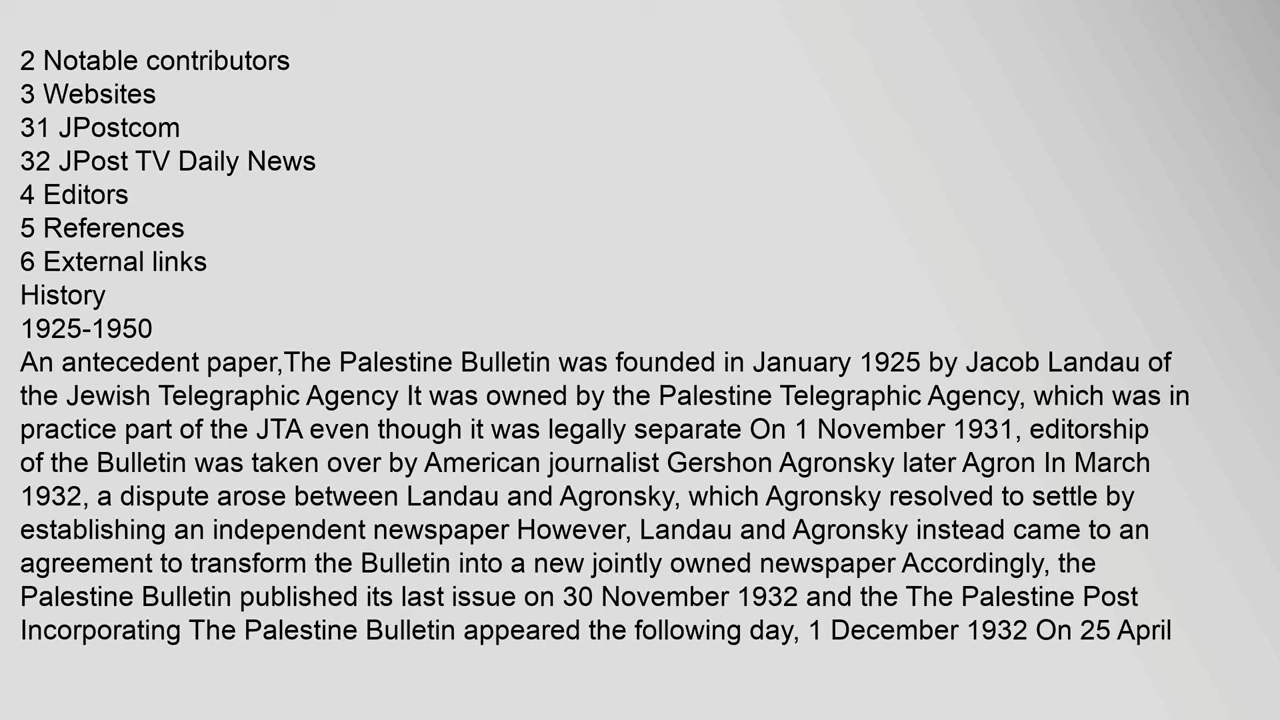 2 Notable contributors
3 Websites
31 JPostcom
32 JPost TV Daily News
4 Editors
5 References
6 External links
History
1925-1950
An antecedent paper,The Palestine Bulletin was founded in January 1925 by Jacob Landau of
the Jewish Telegraphic Agency It was owned by the Palestine Telegraphic Agency, which was in
practice part of the JTA even though it was legally separate On 1 November 1931, editorship
of the Bulletin was taken over by American journalist Gershon Agronsky later Agron In March
1932, a dispute arose between Landau and Agronsky, which Agronsky resolved to settle by
establishing an independent newspaper However, Landau and Agronsky instead came to an
agreement to transform the Bulletin into a new jointly owned newspaper Accordingly, the
Palestine Bulletin published its last issue on 30 November 1932 and the The Palestine Post
Incorporating The Palestine Bulletin appeared the following day, 1 December 1932 On 25 April